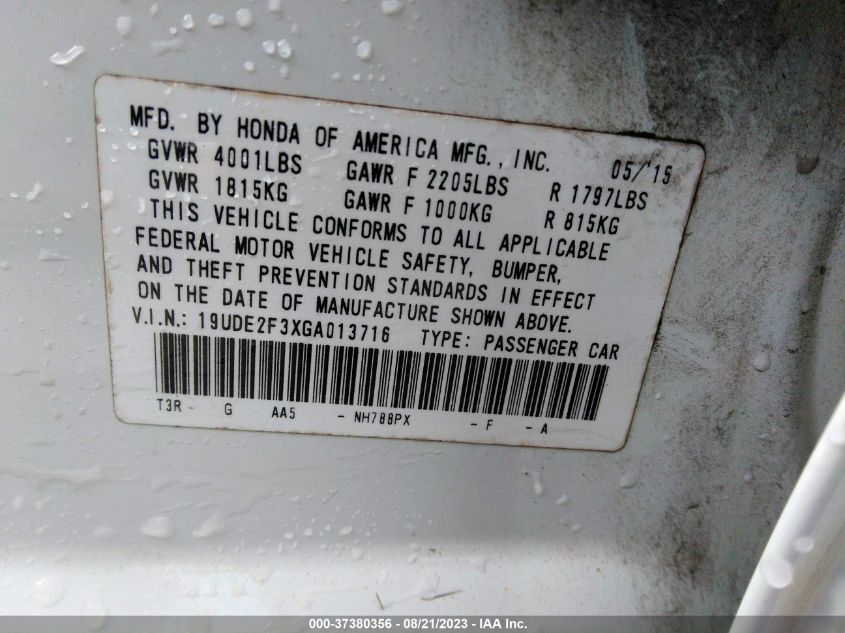 MFD. BY HONDA OF AMERICA MFG., INC. 05/'15
GVWR 4001LBS GAWR F 2205LBS R 1797LBS
GVWR 1815KG GAWR F 1000KG R 815KG
THIS VEHICLE CONFORMS TO ALL APPLICABLE
FEDERAL MOTOR VEHICLE SAFETY, BUMPER,
AND THEFT PREVENTION STANDARDS IN EFFECT
ON THE DATE OF MANUFACTURE SHOWN ABOVE.
V.I.N.: 19UDE2F3XGA013716 TYPE: PASSENGER CAR
T3R- G AA5 - NH788PX - F - A
000-37380356 - 08/21/2023 - IAA Inc.